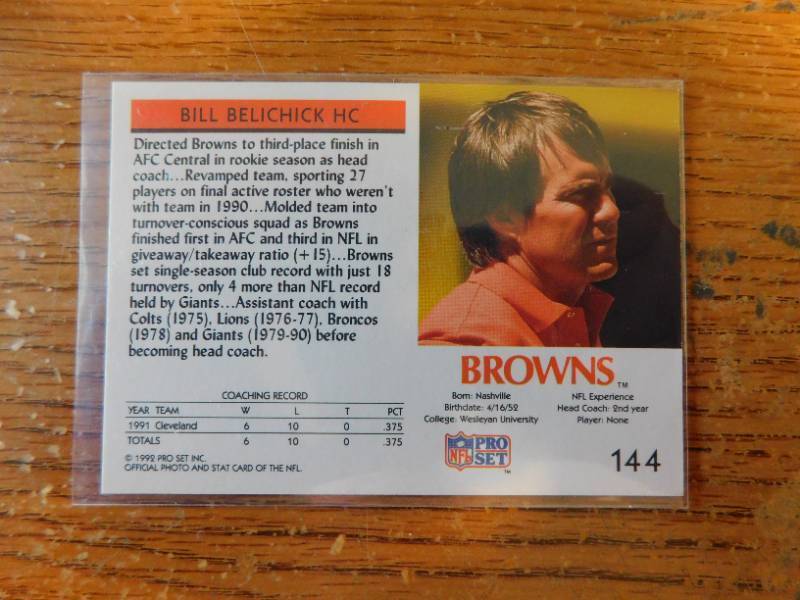 BILL BELICHICK HC
Directed Browns to third-place finish in
AFC Central in rookie season as head
coach...Revamped team, sporting 27
players on final active roster who weren't
with team in 1990...Molded team into
turnover-conscious squad as Browns
finished first in AFC and third in NFL in
giveaway/takeaway ratio (+15)...Browns
set single-season club record with just 18
turnovers, only 4 more than NFL record
held by Giants...Assistant coach with
Colts (1975), Lions (1976-77), Broncos
(1978) and Giants (1979-90) before
becoming head coach.
COACHING RECORD
YEAR TEAM W L T PCT
1991 Cleveland 6 10 0 .375
TOTALS 6 10 0 .375
© 1992 PRO SET INC.
OFFICIAL PHOTO AND STAT CARD OF THE NFL.
BROWNS™
Born: Nashville
Birthdate: 4/16/52
College: Wesleyan University
NFL Experience
Head Coach: 2nd year
Player: None
NFL PRO SET™
144